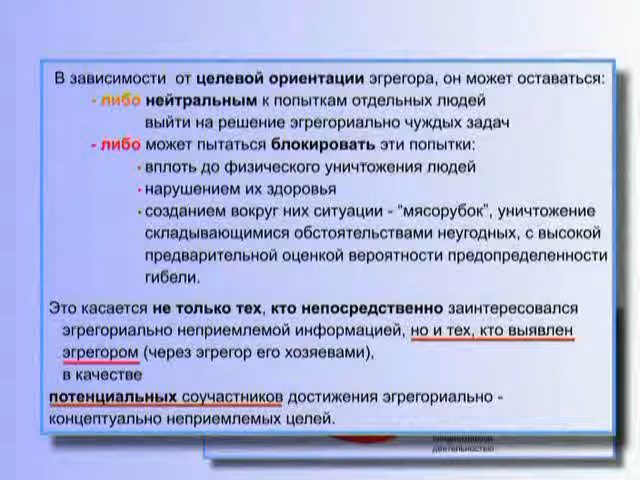 В зависимости от целевой ориентации эгрегора, он может оставаться:
- либо нейтральным к попыткам отдельных людей
выйти на решение эгрегориально чуждых задач
- либо может пытаться блокировать эти попытки:
• вплоть до физического уничтожения людей
• нарушением их здоровья
• созданием вокруг них ситуации - “мясорубок”, уничтожение
складывающимися обстоятельствами неугодных, с высокой
предварительной оценкой вероятности предопределенности
гибели.
Это касается не только тех, кто непосредственно заинтересовался
эгрегориально неприемлемой информацией, но и тех, кто выявлен
эгрегором (через эгрегор его хозяевами),
в качестве
потенциальных соучастников достижения эгрегориально -
концептуально неприемлемых целей.
деятельностью